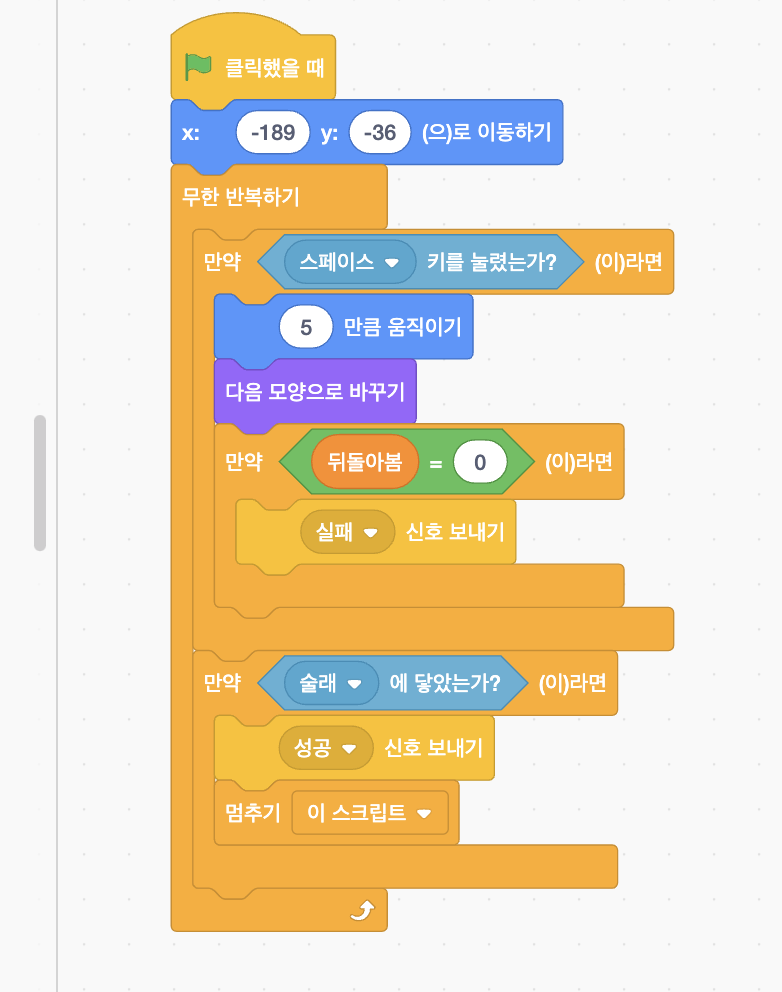 클릭했을 때
x: -189 y: -36 (으)로 이동하기
무한 반복하기
만약 스페이스 키를 눌렀는가? (이)라면
5 만큼 움직이기
다음 모양으로 바꾸기
만약 뒤돌아봄 = 0 (이)라면
실패 신호 보내기
만약 술래 에 닿았는가? (이)라면
성공 신호 보내기
멈추기 이 스크립트